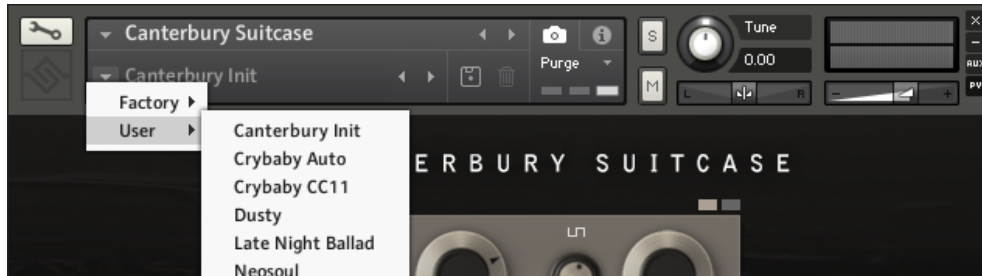 Canterbury Suitcase
Canterbury Init
Purge
S
M
Tune
0.00
L
R
×
−
AUX
PV
−
+
Factory
User
Canterbury Init
Crybaby Auto
Crybaby CC11
Dusty
Late Night Ballad
Neosoul
ERBURY SUITCASE